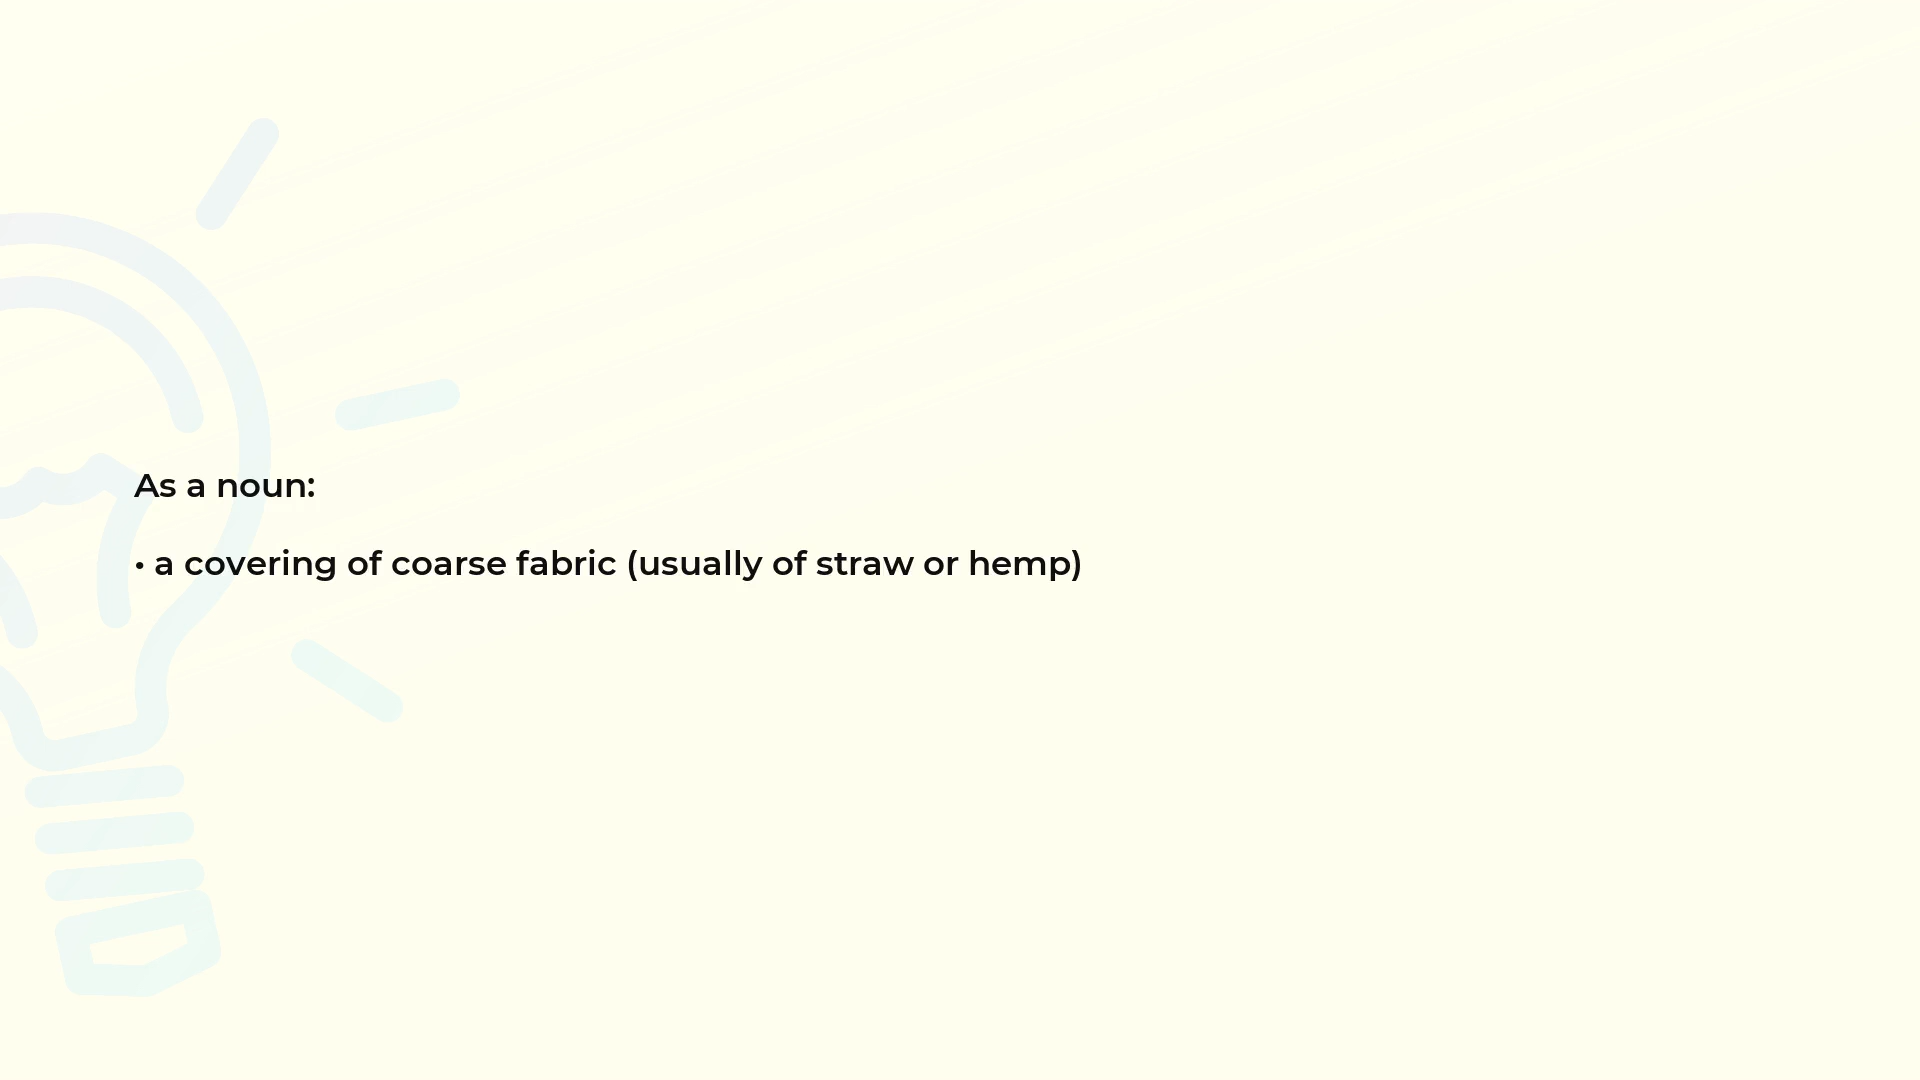 As a noun:
• a covering of coarse fabric (usually of straw or hemp)